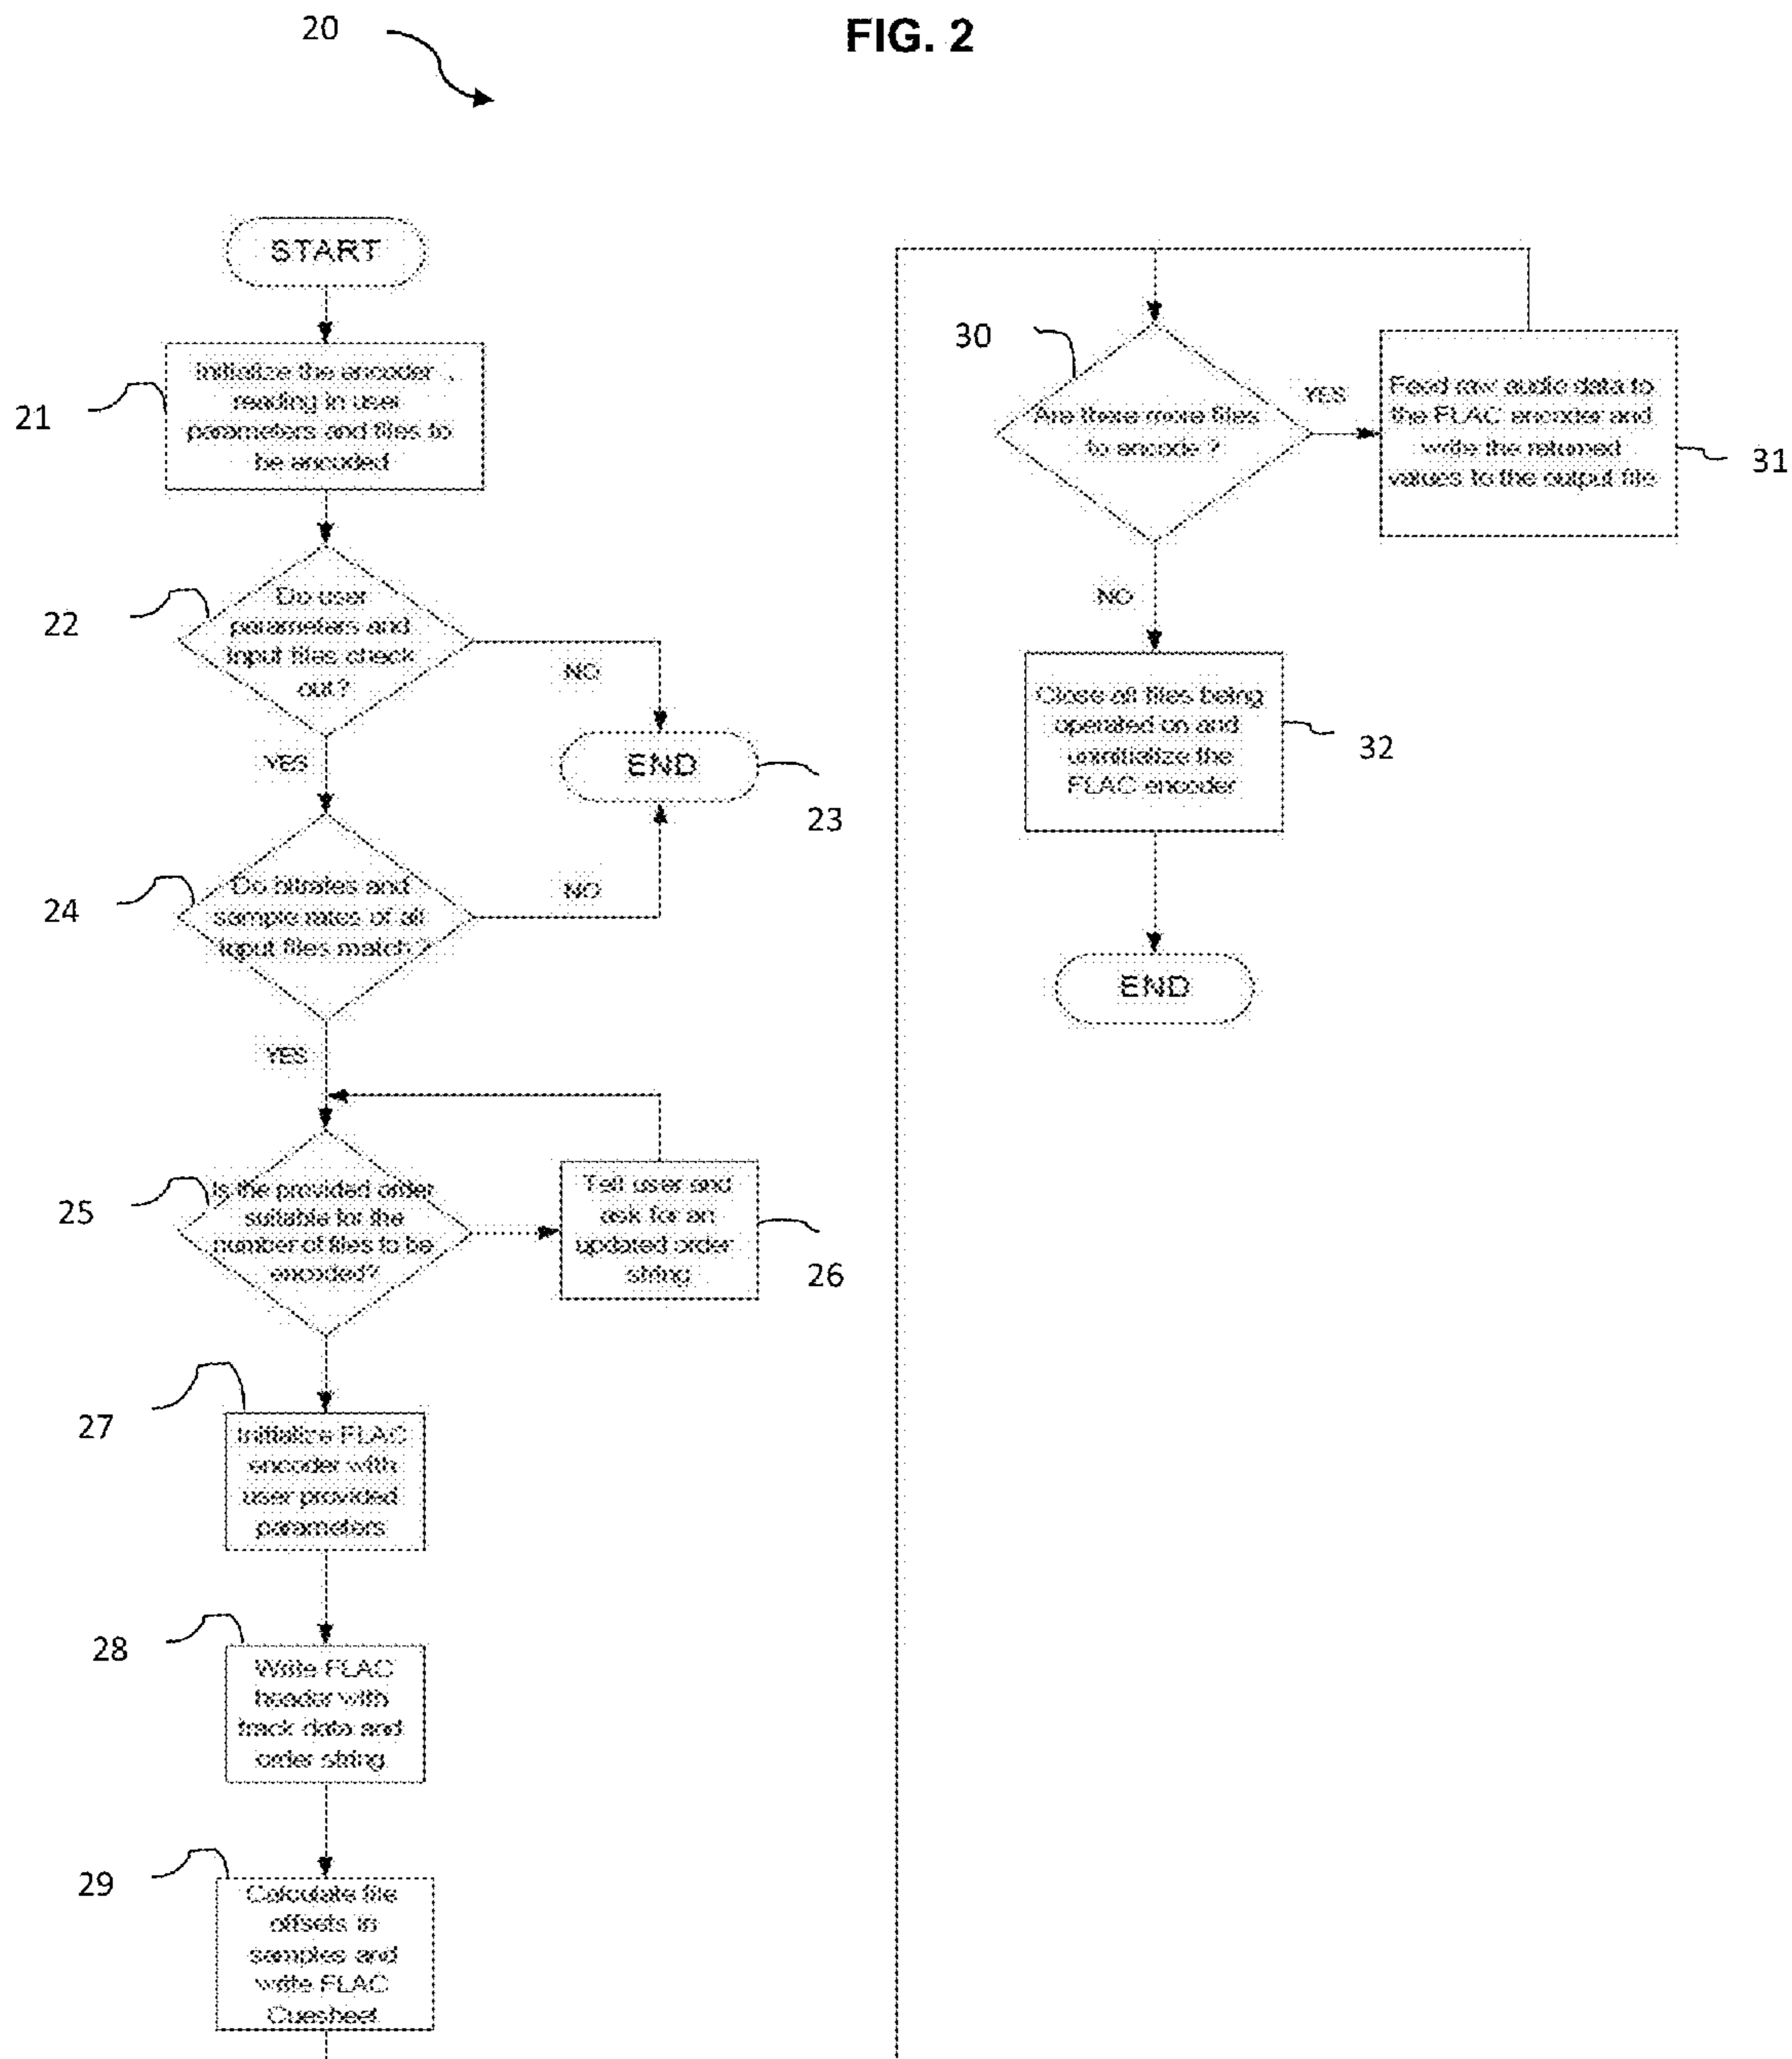 20
FIG. 2
START
21
Initialize the encoder,
reading in user
parameters and files to
be encoded
22
Do user
parameters and
input files check
out?
NO
YES
END
23
24
Do bitrates and
sample rates of all
input files match
NO
YES
25
Is the provided order
suitable for the
number of files to be
encoded?
Tell user and
ask for an
updated order
string
26
27
Initialize FLAC
encoder with
user provided
parameters
28
Write FLAC
header with
track data and
order string
29
Calculate file
offsets in
samples and
write FLAC
Cuesheet
30
Are there more files
to encode ?
YES
Feed raw audio data to
the FLAC encoder and
write the returned
values to the output file
31
NO
Close all files being
operated on and
uninitialize the
FLAC encoder
32
END